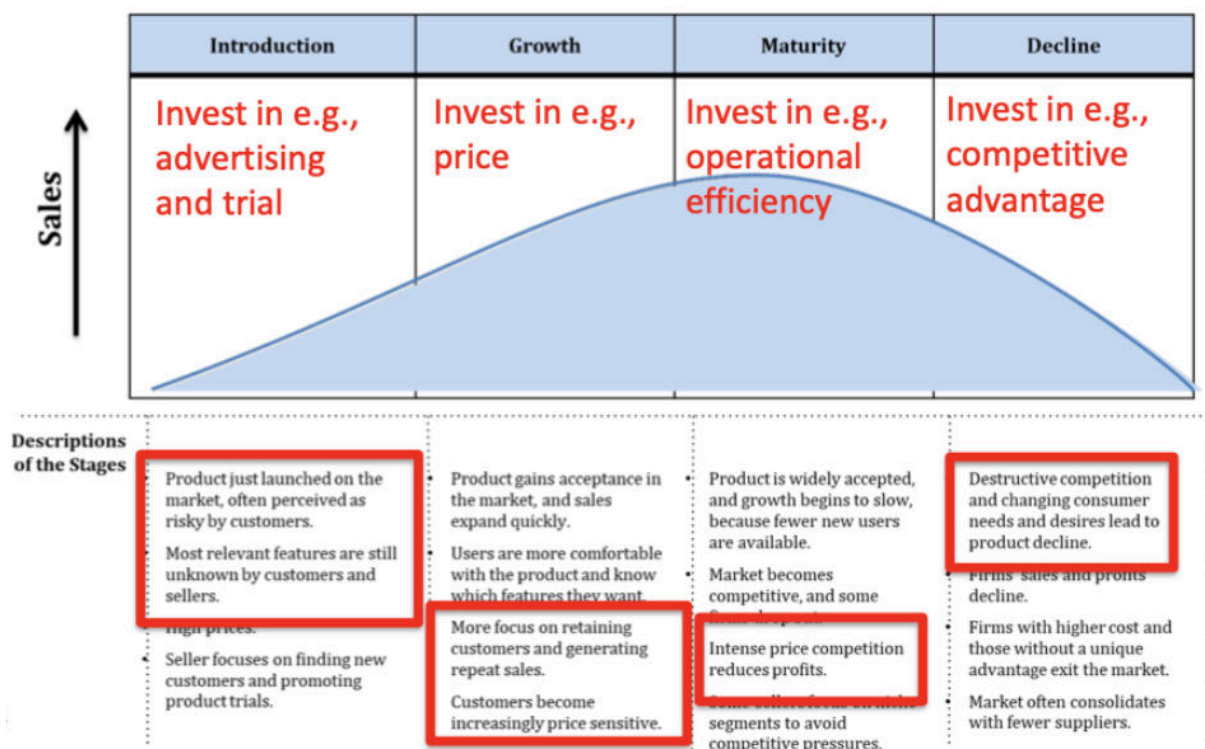 Introduction
Growth
Maturity
Decline
Invest in e.g.,
advertising
and trial
Invest in e.g.,
price
Invest in e.g.,
operational
efficiency
Invest in e.g.,
competitive
advantage
Sales
Descriptions
of the Stages
• Product just launched on the
market, often perceived as
risky by customers.
• Most relevant features are still
unknown by customers and
sellers.
High prices.
• Seller focuses on finding new
customers and promoting
product trials.
• Product gains acceptance in
the market, and sales
expand quickly.
• Users are more comfortable
with the product and know
which features they want.
More focus on retaining
customers and generating
repeat sales.
Customers become
increasingly price sensitive.
• Product is widely accepted,
and growth begins to slow,
because fewer new users
are available.
• Market becomes
competitive, and some
Intense price competition
reduces profits.
segments to avoid
competitive pressures.
Destructive competition
and changing consumer
needs and desires lead to
product decline.
• Firms' sales and profits
decline.
• Firms with higher cost and
those without a unique
advantage exit the market.
• Market often consolidates
with fewer suppliers.